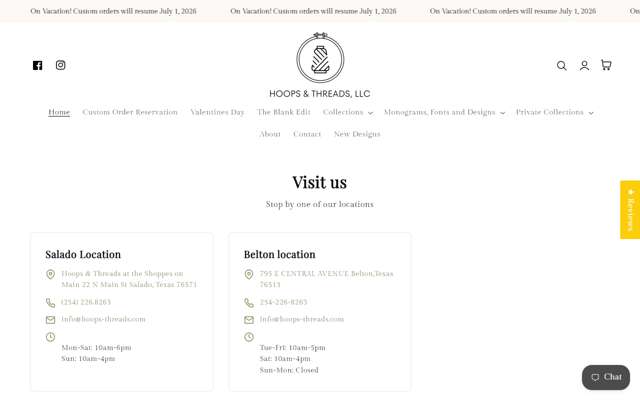 On Vacation! Custom orders will resume July 1, 2026 On Vacation! Custom orders will resume July 1, 2026 On Vacation! Custom orders will resume July 1, 2026 On
HOOPS & THREADS, LLC
Home Custom Order Reservation Valentines Day The Blank Edit Collections Monograms, Fonts and Designs Private Collections
About Contact New Designs
Visit us
Stop by one of our locations
★ Reviews
Salado Location
Hoops & Threads at the Shoppes on
Main 22 N Main St Salado, Texas 76571
(254) 226.8263
info@hoops-threads.com
Mon-Sat: 10am-6pm
Sun: 10am-4pm
Belton location
795 E CENTRAL AVENUE Belton,Texas
76513
254-226-8263
info@hoops-threads.com
Tue-Fri: 10am-5pm
Sat: 10am-4pm
Sun-Mon: Closed
Chat